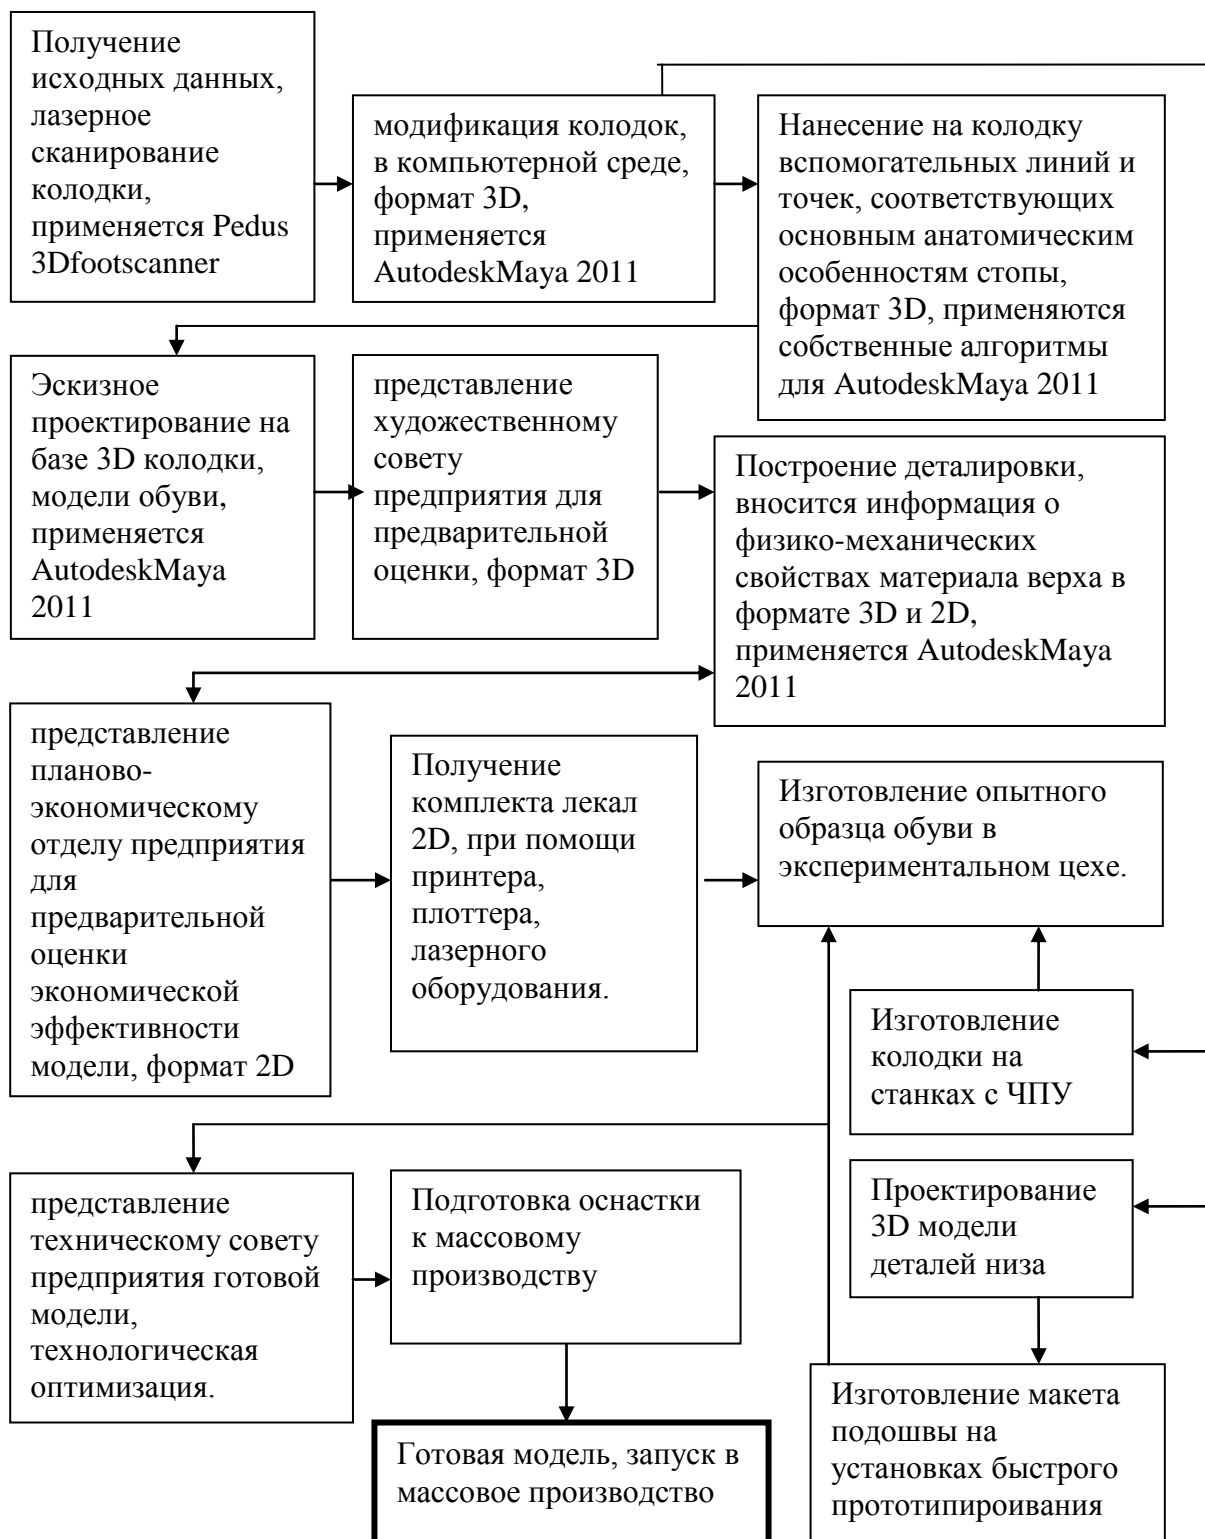 Получение
исходных данных,
лазерное
сканирование
колодки,
применяется Pedus
3Dfootscanner
модификация колодок,
в компьютерной среде,
формат 3D,
применяется
AutodeskMaya 2011
Нанесение на колодку
вспомогательных линий и
точек, соответствующих
основным анатомическим
особенностям стопы,
формат 3D, применяются
собственные алгоритмы
для AutodeskMaya 2011
Эскизное
проектирование на
базе 3D колодки,
модели обуви,
применяется
AutodeskMaya
2011
представление
художественному
совету
предприятия для
предварительной
оценки, формат 3D
Построение деталировки,
вносится информация о
физико-механических
свойствах материала верха в
формате 3D и 2D,
применяется AutodeskMaya
2011
представление
планово-
экономическому
отделу предприятия
для
предварительной
оценки
экономической
эффективности
модели, формат 2D
Получение
комплекта лекал
2D, при помощи
принтера,
плоттера,
лазерного
оборудования.
Изготовление опытного
образца обуви в
экспериментальном цехе.
Изготовление
колодки на
станках с ЧПУ
представление
техническому совету
предприятия готовой
модели,
технологическая
оптимизация.
Подготовка оснастки
к массовому
производству
Проектирование
3D модели
деталей низа
Готовая модель, запуск в
массовое производство
Изготовление макета
подошвы на
установках быстрого
прототипироивания